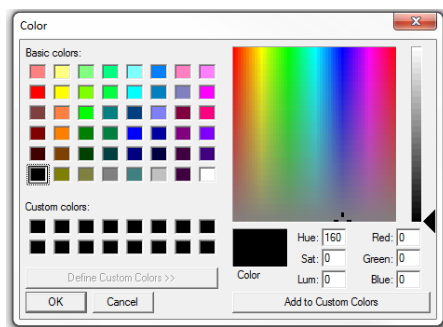 Color
Basic colors:
Custom colors:
Define Custom Colors >>
OK Cancel
Color
Hue: 160 Red: 0
Sat: 0 Green: 0
Lum: 0 Blue: 0
Add to Custom Colors